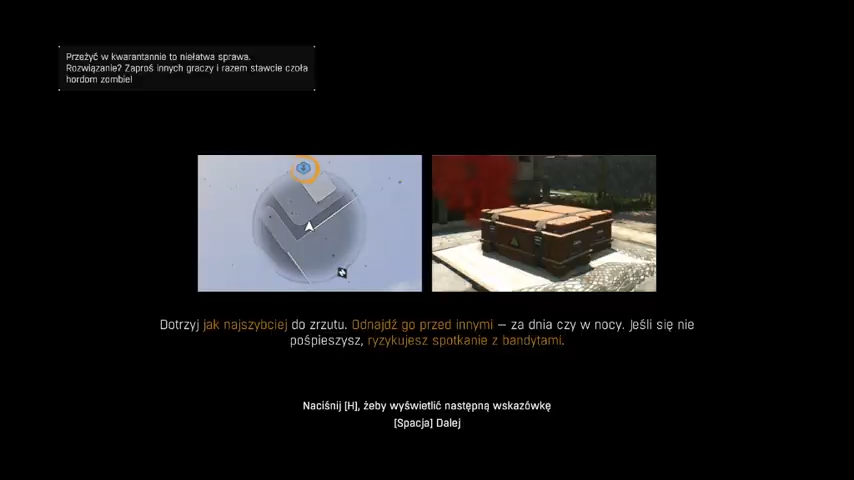 Przeżyć w kwarantannie to niełatwa sprawa.
Rozwiązanie? Zaproś innych graczy i razem stawcie czoła
hordom zombie!
Dotrzyj jak najszybciej do zrzutu. Odnajdź go przed innymi – za dnia czy w nocy. Jeśli się nie
pośpieszysz, ryzykujesz spotkanie z bandytami.
Naciśnij [H], żeby wyświetlić następną wskazówkę
[Spacja] Dalej